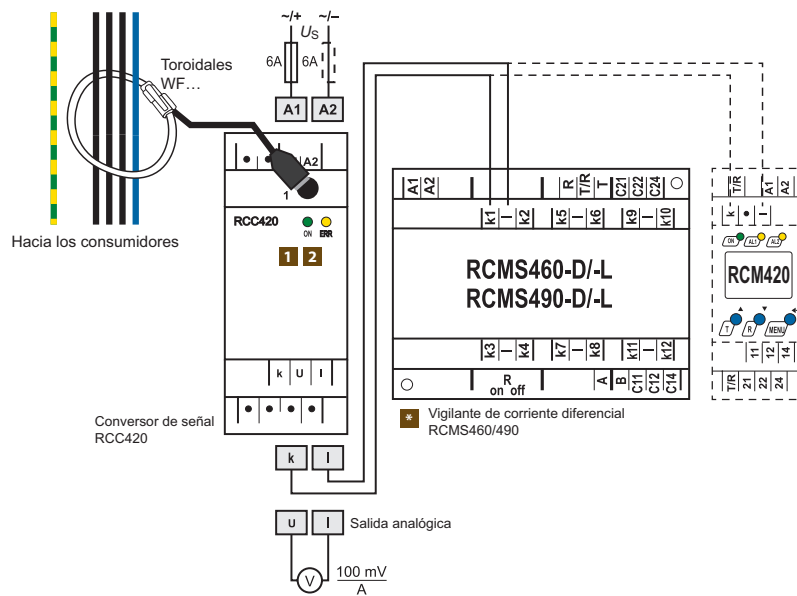 ~/+ ~/–
US
6A 6A
A1 A2
Toroidales
WF…
A2
1
RCC420
ON ERR
1 2
Hacia los consumidores
k U l
Conversor de señal
RCC420
k l
U l
Salida analógica
V
100 mV
A
A1 A2 R T/R T C21 C22 C24
k1 l k2 k5 l k6 k9 l k10
RCMS460-D/-L
RCMS490-D/-L
k3 l k4 k7 l k8 k11 l k12
R
on off
A B C11 C12 C14
* Vigilante de corriente diferencial
RCMS460/490
T/R A1 A2
k l
ON AL1 AL2
RCM420
T R MENU
11 12 14
T/R 21 22 24